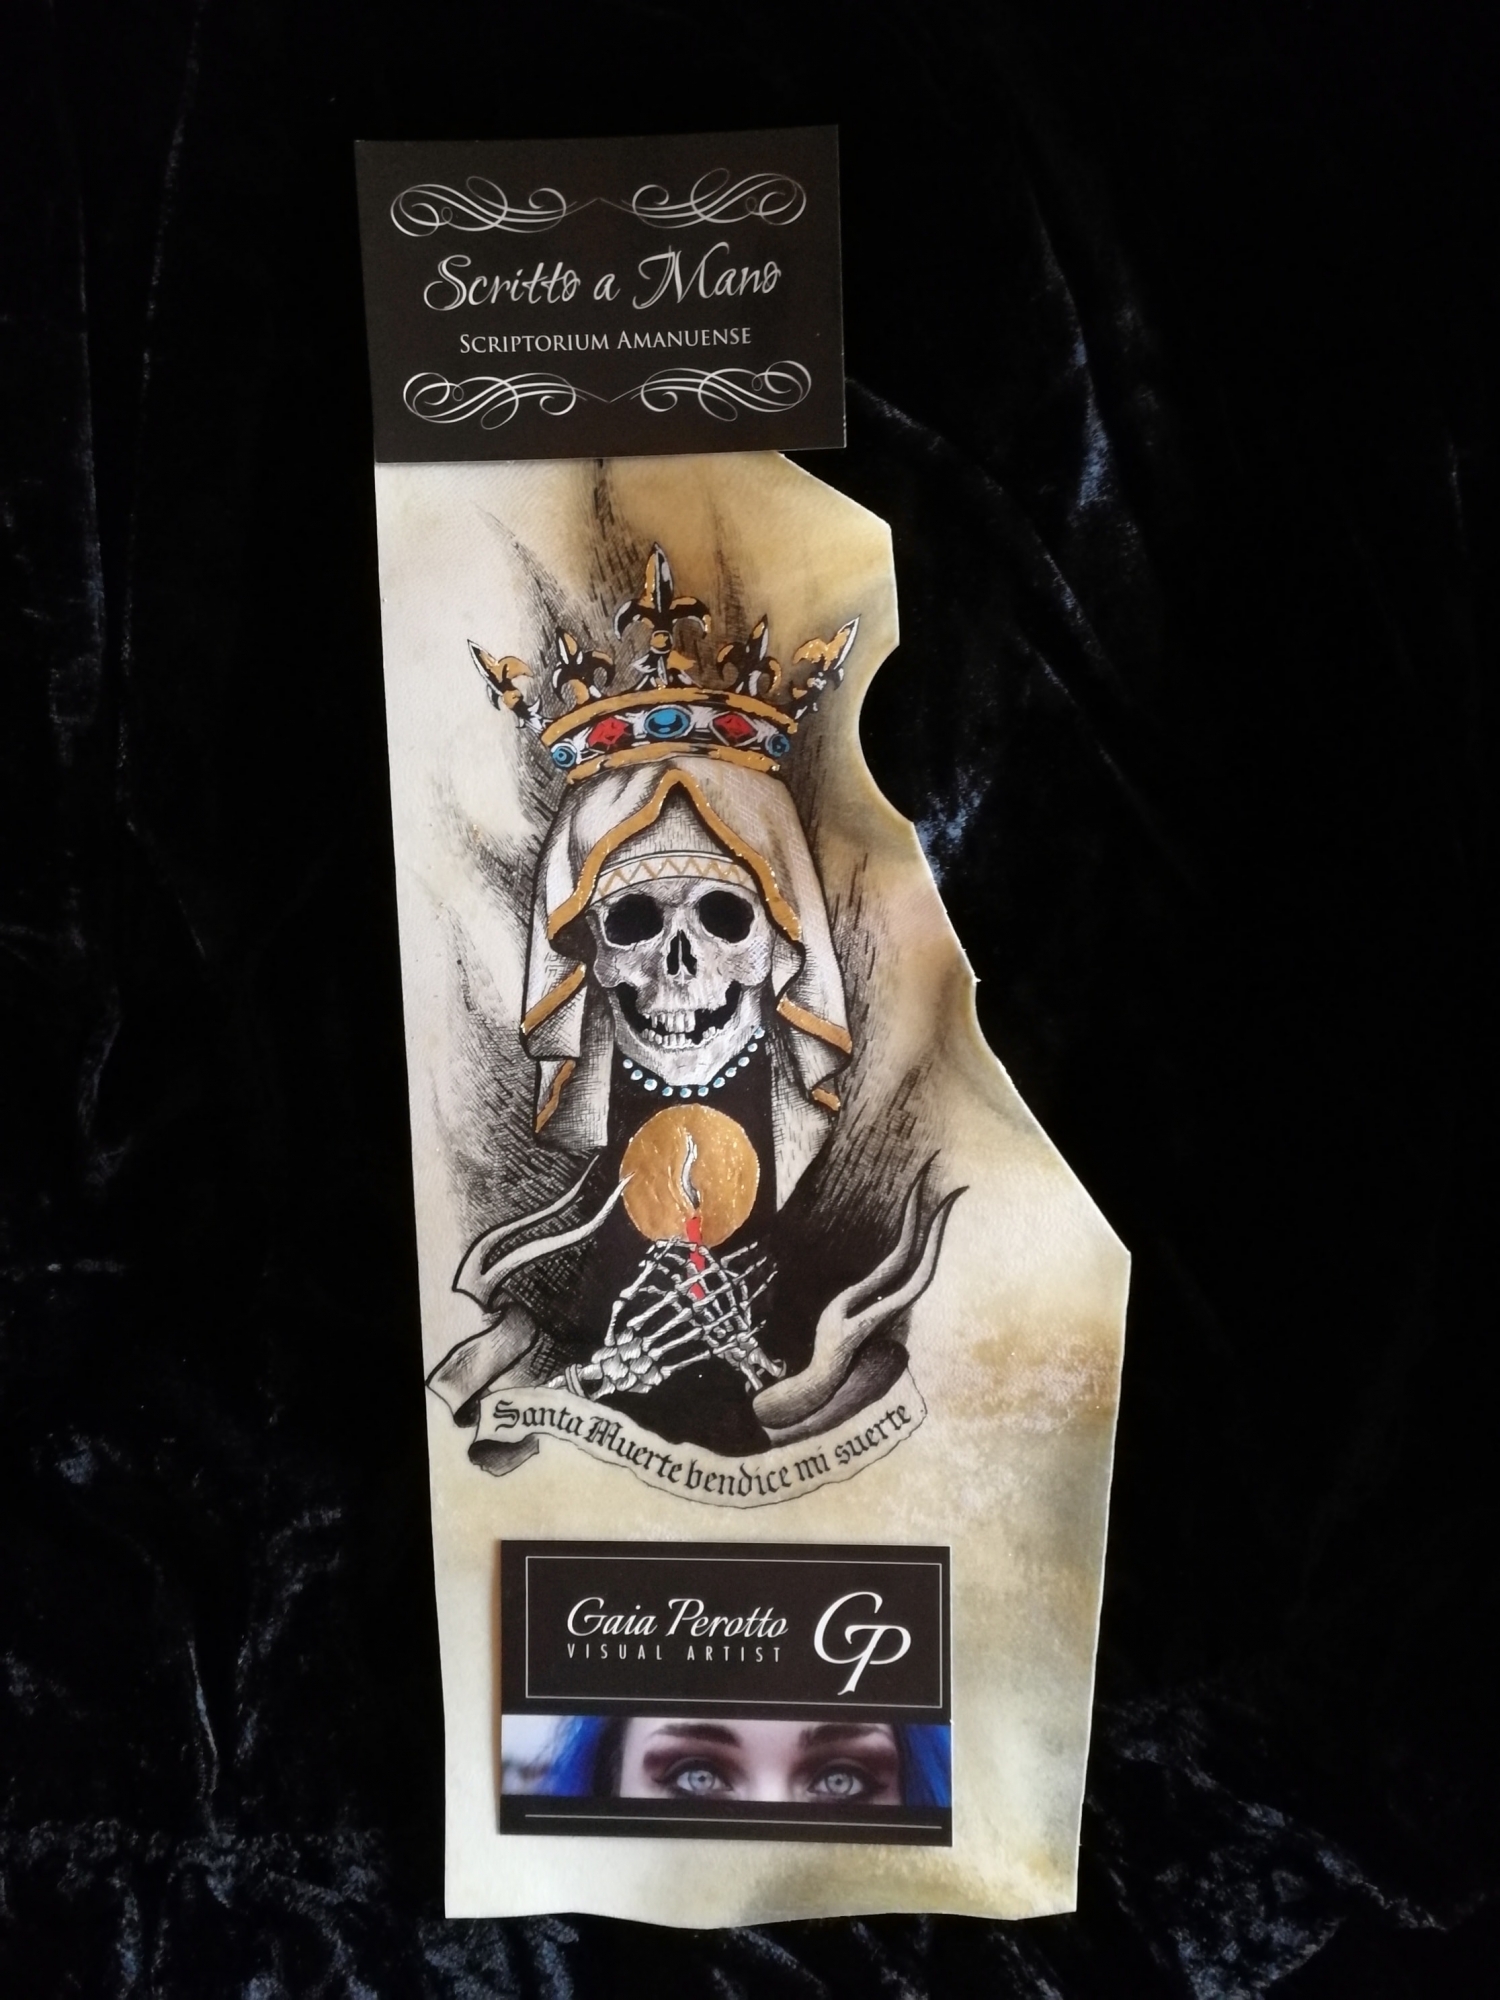 Scritto a Mano
Scriptorium Amanuense
Santa Muerte bendice mi suerte
Gaia Perotto
VISUAL ARTIST
GP